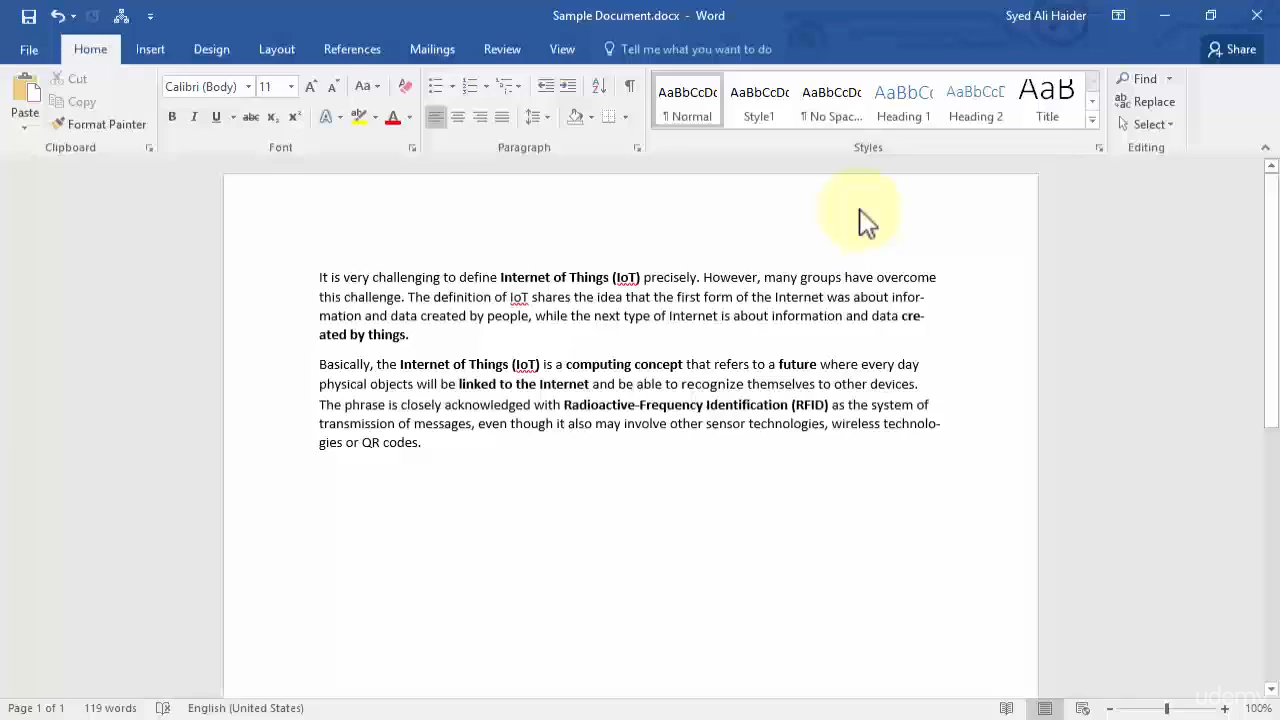 Sample Document.docx - Word
Syed Ali Haider
File Home Insert Design Layout References Mailings Review View Tell me what you want to do Share
Paste
Cut
Copy
Format Painter
Clipboard
Calibri (Body) 11 Aa
B I U abc x₂ x² A ab A
Font
Paragraph
AaBbCcDc AaBbCcDc AaBbCcDc AaBbCc AaBbCcD AaB
¶ Normal Style1 ¶ No Spac... Heading 1 Heading 2 Title
Styles
Find
Replace
Select
Editing
It is very challenging to define Internet of Things (IoT) precisely. However, many groups have overcome
this challenge. The definition of IoT shares the idea that the first form of the Internet was about infor-
mation and data created by people, while the next type of Internet is about information and data cre-
ated by things.
Basically, the Internet of Things (IoT) is a computing concept that refers to a future where every day
physical objects will be linked to the Internet and be able to recognize themselves to other devices.
The phrase is closely acknowledged with Radioactive-Frequency Identification (RFID) as the system of
transmission of messages, even though it also may involve other sensor technologies, wireless technolo-
gies or QR codes.
Page 1 of 1 119 words English (United States) 100%
udemy